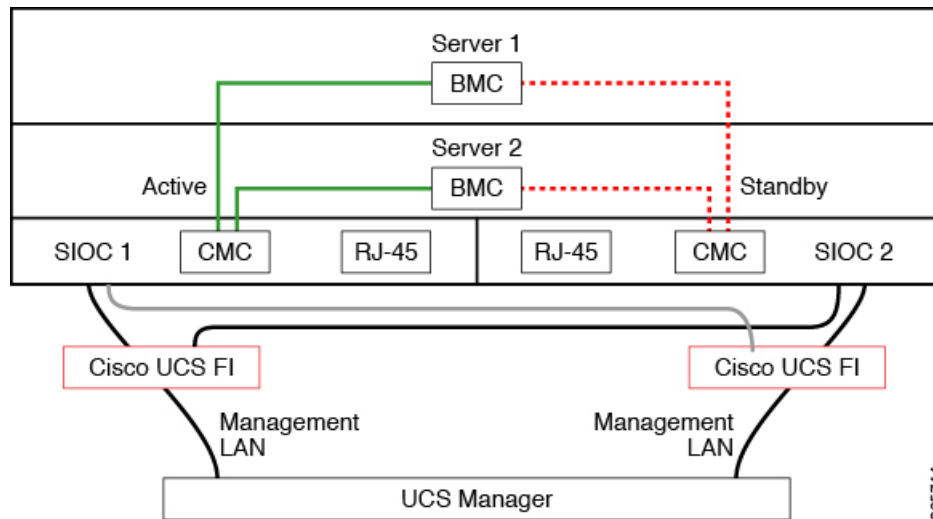 Server 1
BMC
Server 2
BMC
Active
Standby
SIOC 1
CMC
RJ-45
RJ-45
CMC
SIOC 2
Cisco UCS FI
Cisco UCS FI
Management
LAN
Management
LAN
UCS Manager